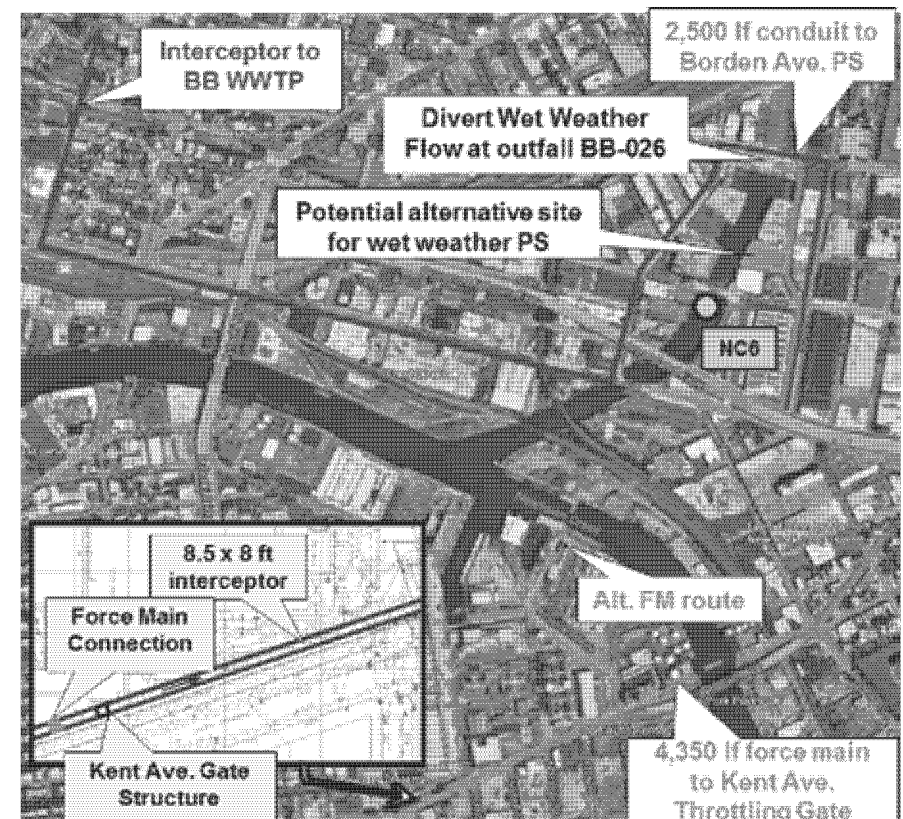 Interceptor to
BB WWTP
2,500 lf conduit to
Borden Ave. PS
Divert Wet Weather
Flow at outfall BB-026
Potential alternative site
for wet weather PS
NC6
8.5 x 8 ft
interceptor
Force Main
Connection
Alt. FM route
Kent Ave. Gate
Structure
4,350 lf force main
to Kent Ave.
Throttling Gate